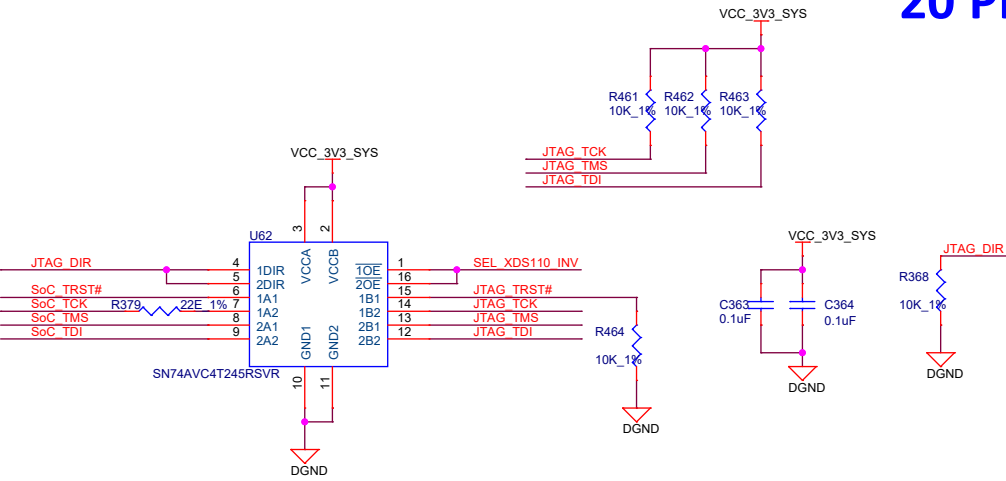 20 P
VCC_3V3_SYS
R461
10K_1%
R462
10K_1%
R463
10K_1%
JTAG_TCK
JTAG_TMS
JTAG_TDI
VCC_3V3_SYS
3
2
U62
VCCA
VCCB
JTAG_DIR
4
1DIR
5
2DIR
SoC_TRST#
6
1A1
SoC_TCK
R379
22E_1%
7
1A2
SoC_TMS
8
2A1
SoC_TDI
9
2A2
1OE
1
SEL_XDS110_INV
2OE
16
1B1
15
JTAG_TRST#
1B2
14
JTAG_TCK
2B1
13
JTAG_TMS
2B2
12
JTAG_TDI
GND1
GND2
SN74AVC4T245RSVR
10
11
DGND
R464
10K_1%
DGND
VCC_3V3_SYS
C363
0.1uF
C364
0.1uF
DGND
JTAG_DIR
R368
10K_1%
DGND